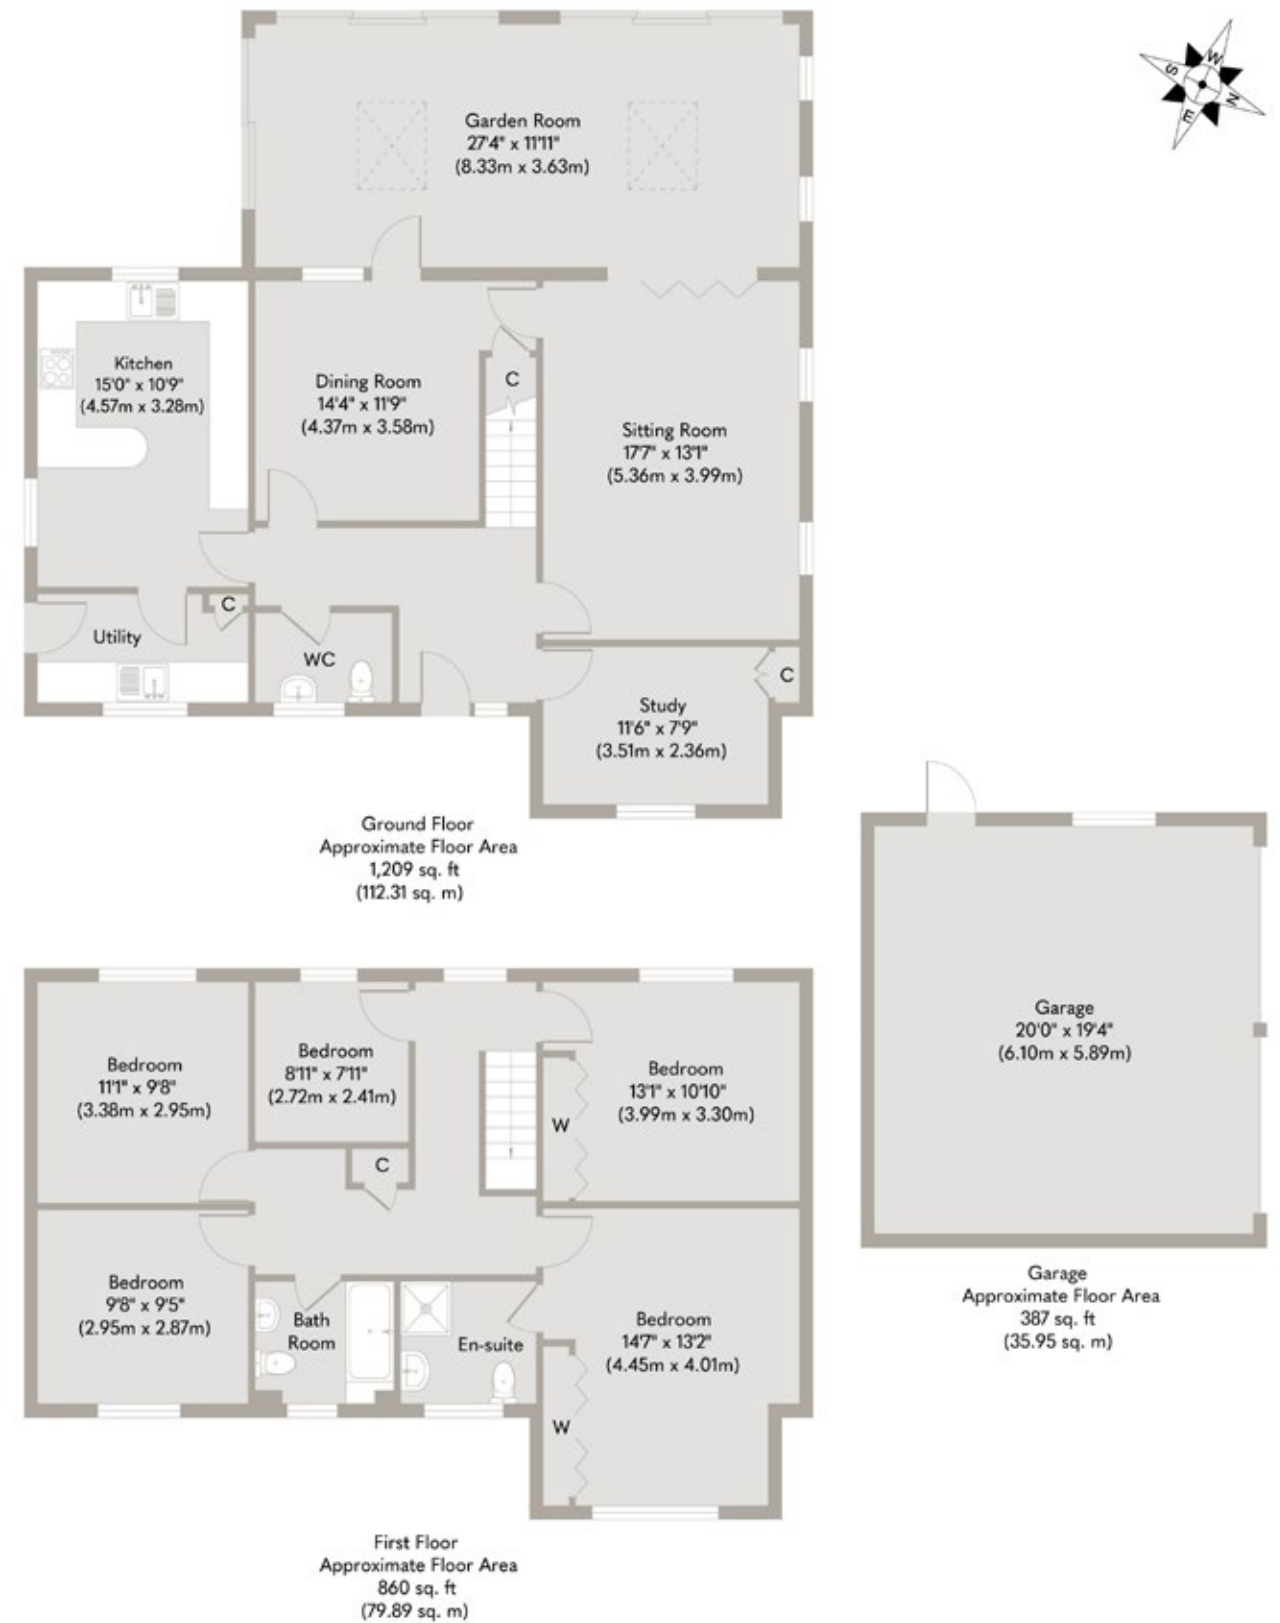 W
S
N
E
Garden Room
27'4" x 11'11"
(8.33m x 3.63m)
Kitchen
15'0" x 10'9"
(4.57m x 3.28m)
Dining Room
14'4" x 11'9"
(4.37m x 3.58m)
C
Sitting Room
17'7" x 13'1"
(5.36m x 3.99m)
C
Utility
WC
C
Study
11'6" x 7'9"
(3.51m x 2.36m)
Ground Floor
Approximate Floor Area
1,209 sq. ft
(112.31 sq. m)
Garage
20'0" x 19'4"
(6.10m x 5.89m)
Garage
Approximate Floor Area
387 sq. ft
(35.95 sq. m)
Bedroom
11'1" x 9'8"
(3.38m x 2.95m)
Bedroom
8'11" x 7'11"
(2.72m x 2.41m)
Bedroom
13'1" x 10'10"
(3.99m x 3.30m)
W
C
Bedroom
9'8" x 9'5"
(2.95m x 2.87m)
Bath
Room
En-suite
Bedroom
14'7" x 13'2"
(4.45m x 4.01m)
W
First Floor
Approximate Floor Area
860 sq. ft
(79.89 sq. m)